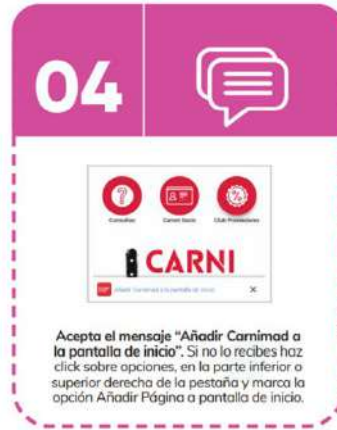 04
Consultas
Carnet Socio
Club Promociones
CARNI
Añadir Carnimad a la pantalla de inicio
Acepta el mensaje “Añadir Carnimad a
la pantalla de inicio”. Si no lo recibes haz
click sobre opciones, en la parte inferior o
superior derecha de la pestaña y marca la
opción Añadir Página a pantalla de inicio.